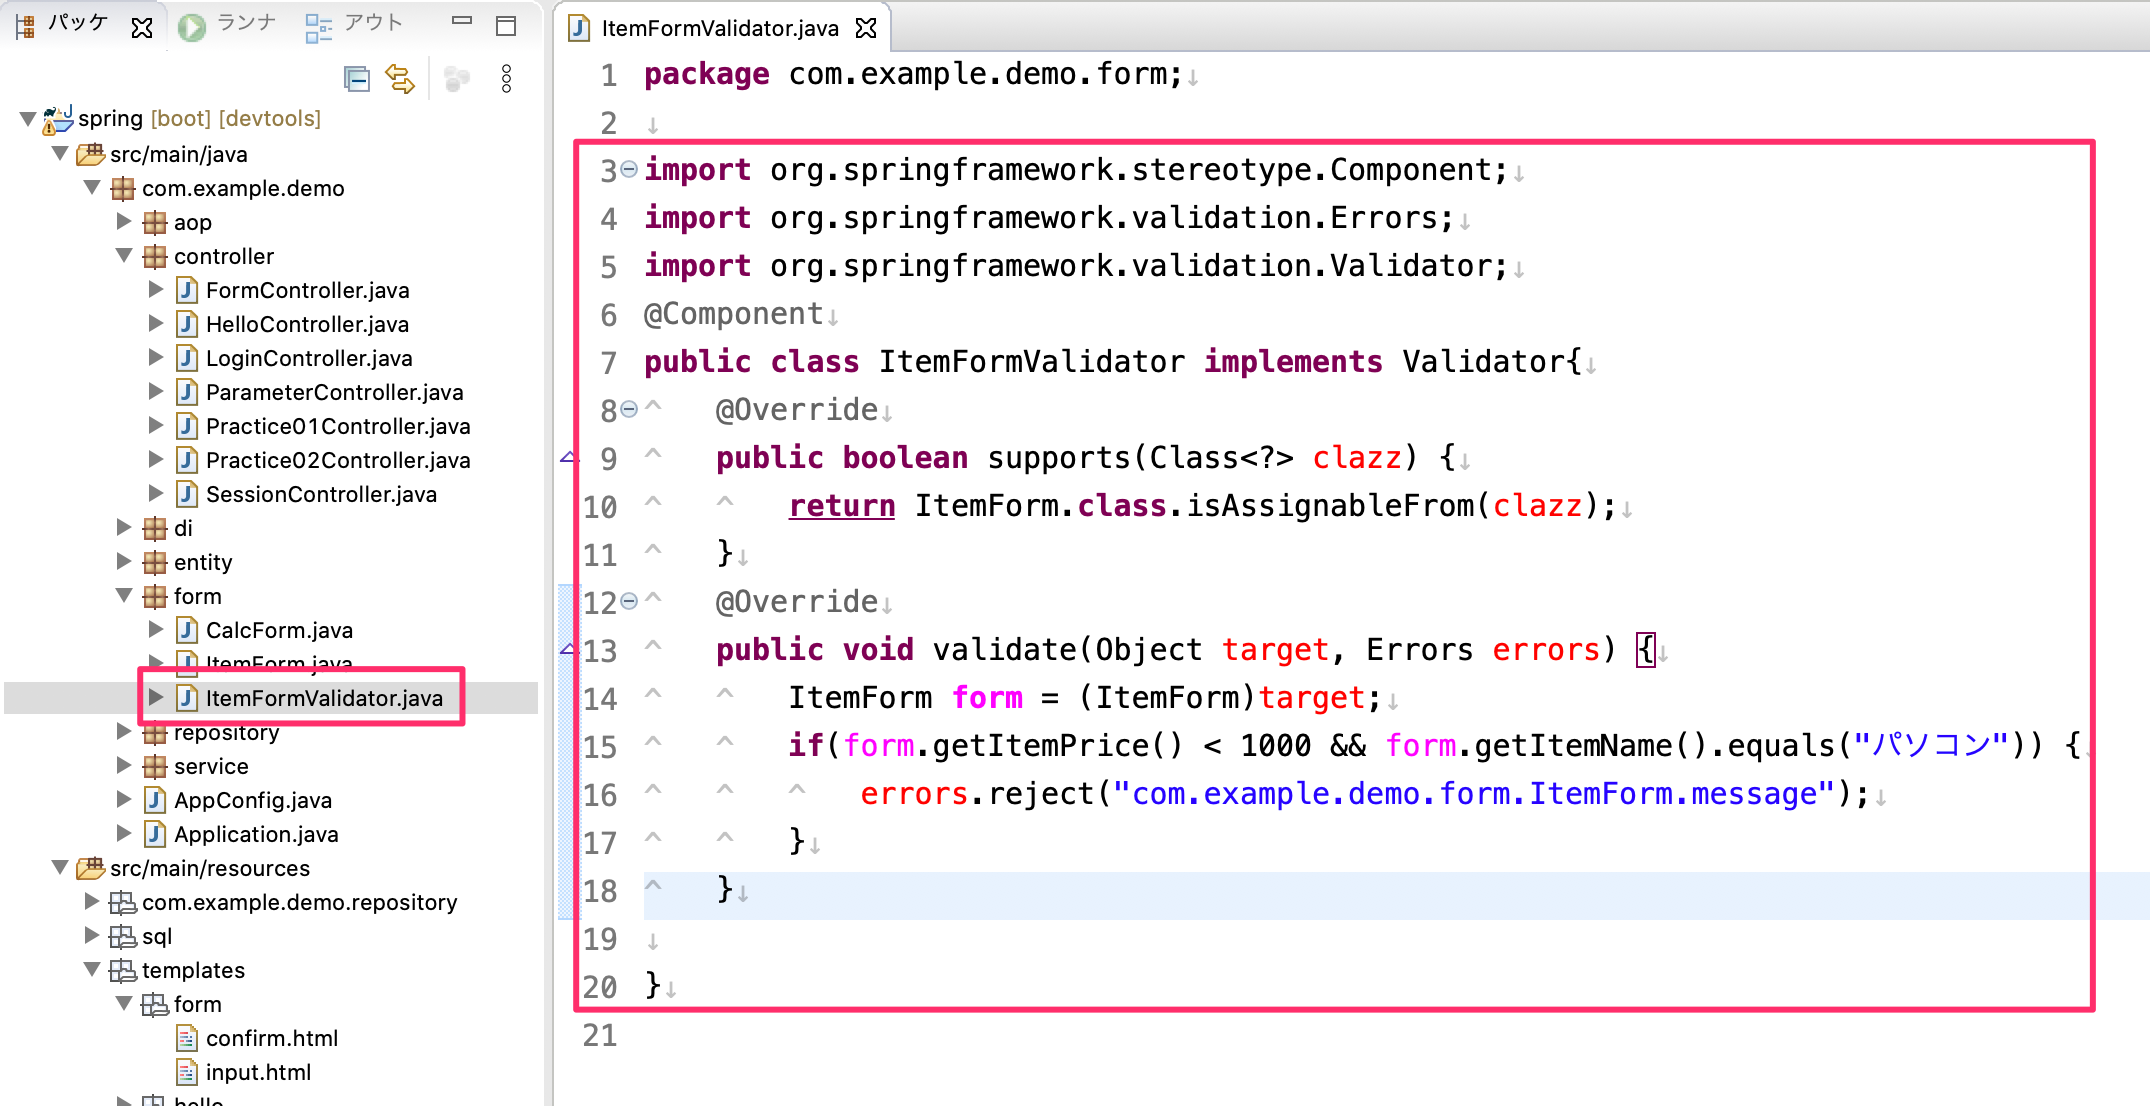 パッケ
ランナ
アウト
spring [boot] [devtools]
src/main/java
com.example.demo
aop
controller
FormController.java
HelloController.java
LoginController.java
ParameterController.java
Practice01Controller.java
Practice02Controller.java
SessionController.java
di
entity
form
CalcForm.java
ItemForm.java
ItemFormValidator.java
repository
service
AppConfig.java
Application.java
src/main/resources
com.example.demo.repository
sql
templates
form
confirm.html
input.html
hello
ItemFormValidator.java
1 package com.example.demo.form;↓
2 ↓
3 import org.springframework.stereotype.Component;↓
4 import org.springframework.validation.Errors;↓
5 import org.springframework.validation.Validator;↓
6 @Component↓
7 public class ItemFormValidator implements Validator{↓
8 ^ @Override↓
9 ^ public boolean supports(Class<?> clazz) {↓
10 ^ ^ return ItemForm.class.isAssignableFrom(clazz);↓
11 ^ }↓
12 ^ @Override↓
13 ^ public void validate(Object target, Errors errors) {↓
14 ^ ^ ItemForm form = (ItemForm)target;↓
15 ^ ^ if(form.getItemPrice() < 1000 && form.getItemName().equals("パソコン")) {↓
16 ^ ^ ^ errors.reject("com.example.demo.form.ItemForm.message");↓
17 ^ ^ }↓
18 ^ }↓
19 ↓
20 }↓
21